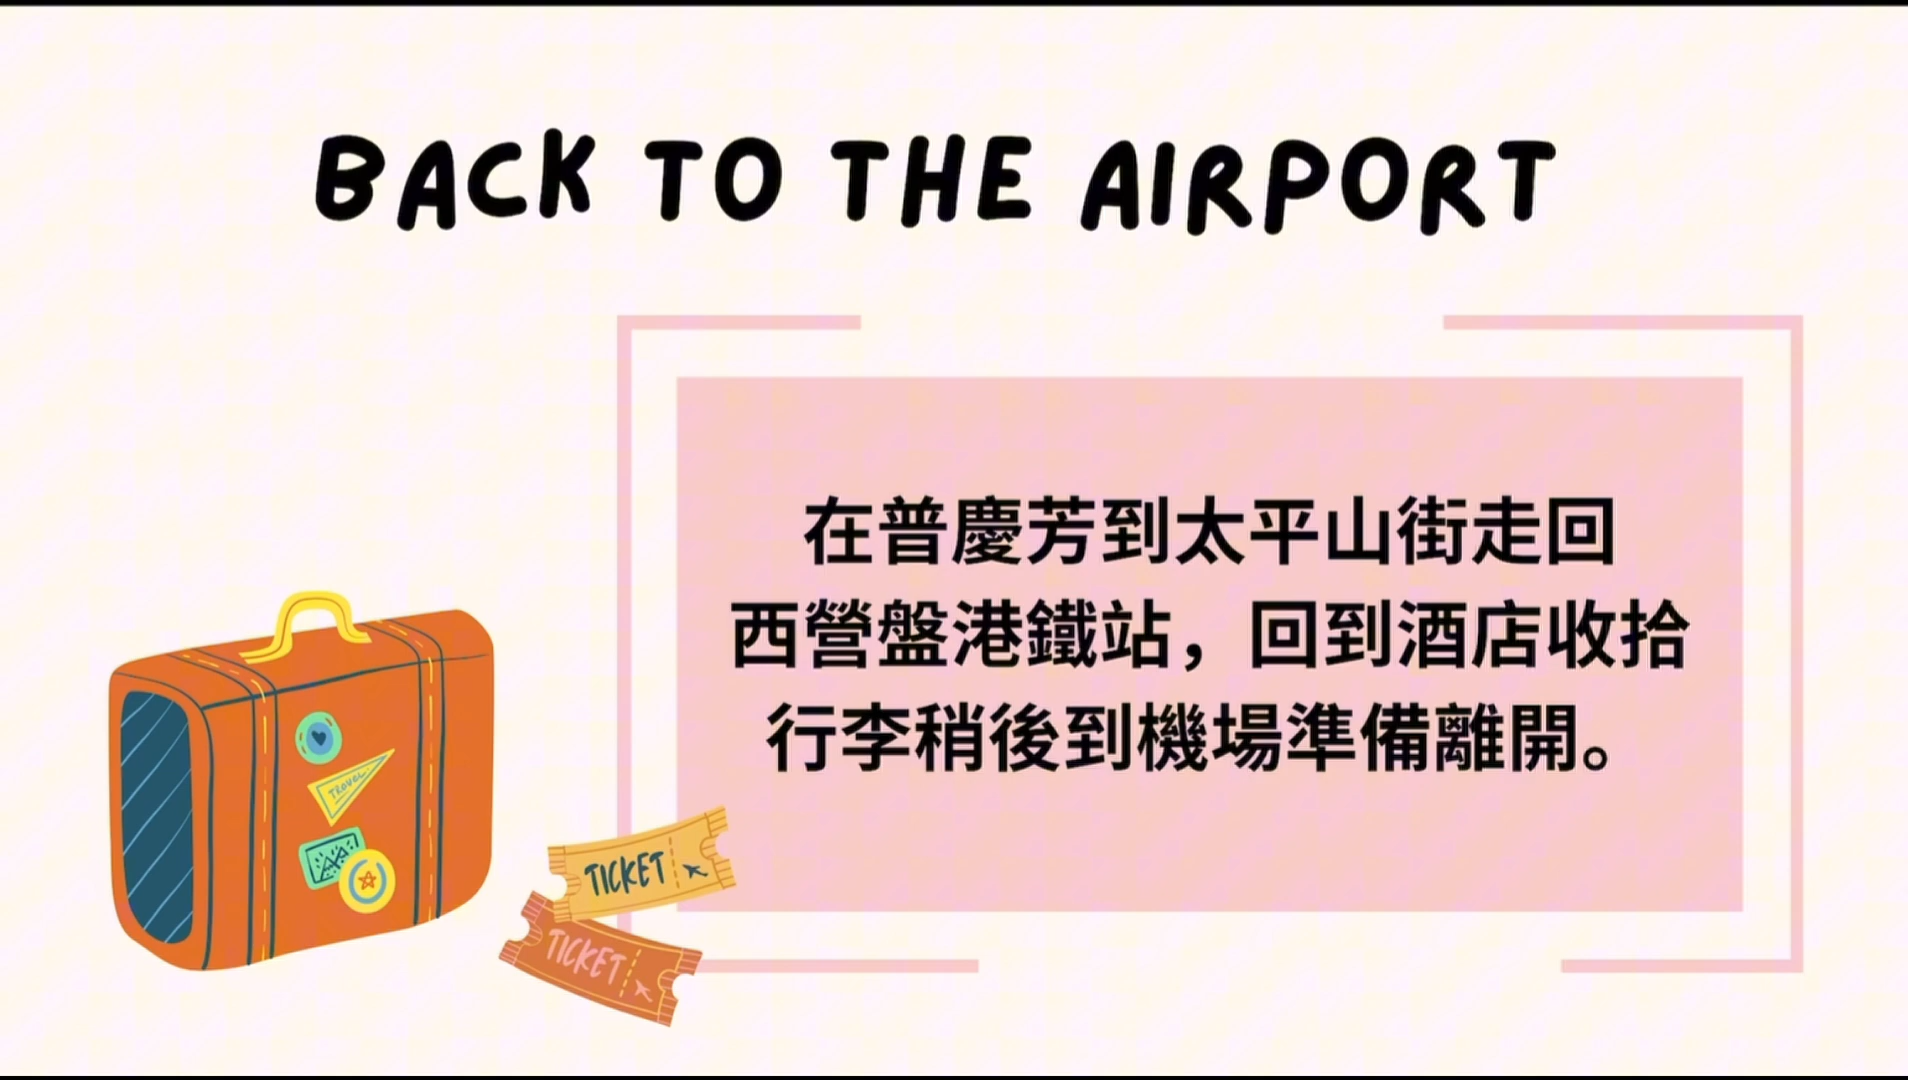 BACK TO THE AIRPORT
在普慶芳到太平山街走回
西營盤港鐵站，回到酒店收拾
行李稍後到機場準備離開。
TRAVEL
TICKET
TICKET